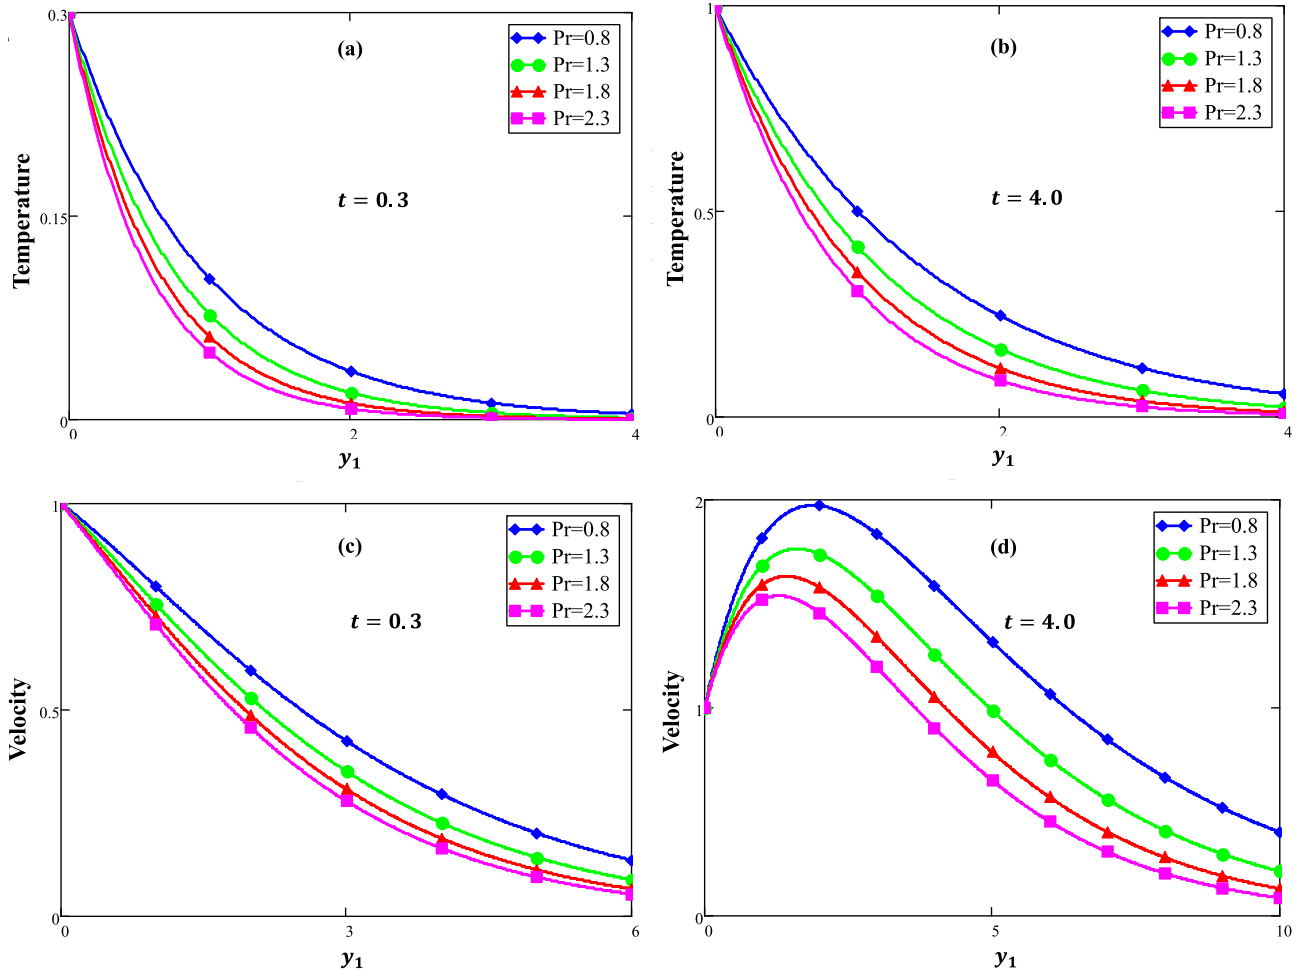 0.3
(a)
Pr=0.8
Pr=1.3
Pr=1.8
Pr=2.3
t = 0.3
0.15
Temperature
0
0
2
4
y₁
1
(b)
Pr=0.8
Pr=1.3
Pr=1.8
Pr=2.3
t = 4.0
0.5
Temperature
0
0
2
4
y₁
1
(c)
Pr=0.8
Pr=1.3
Pr=1.8
Pr=2.3
t = 0.3
0.5
Velocity
0
0
3
6
y₁
2
(d)
Pr=0.8
Pr=1.3
Pr=1.8
Pr=2.3
t = 4.0
1
Velocity
0
0
5
10
y₁